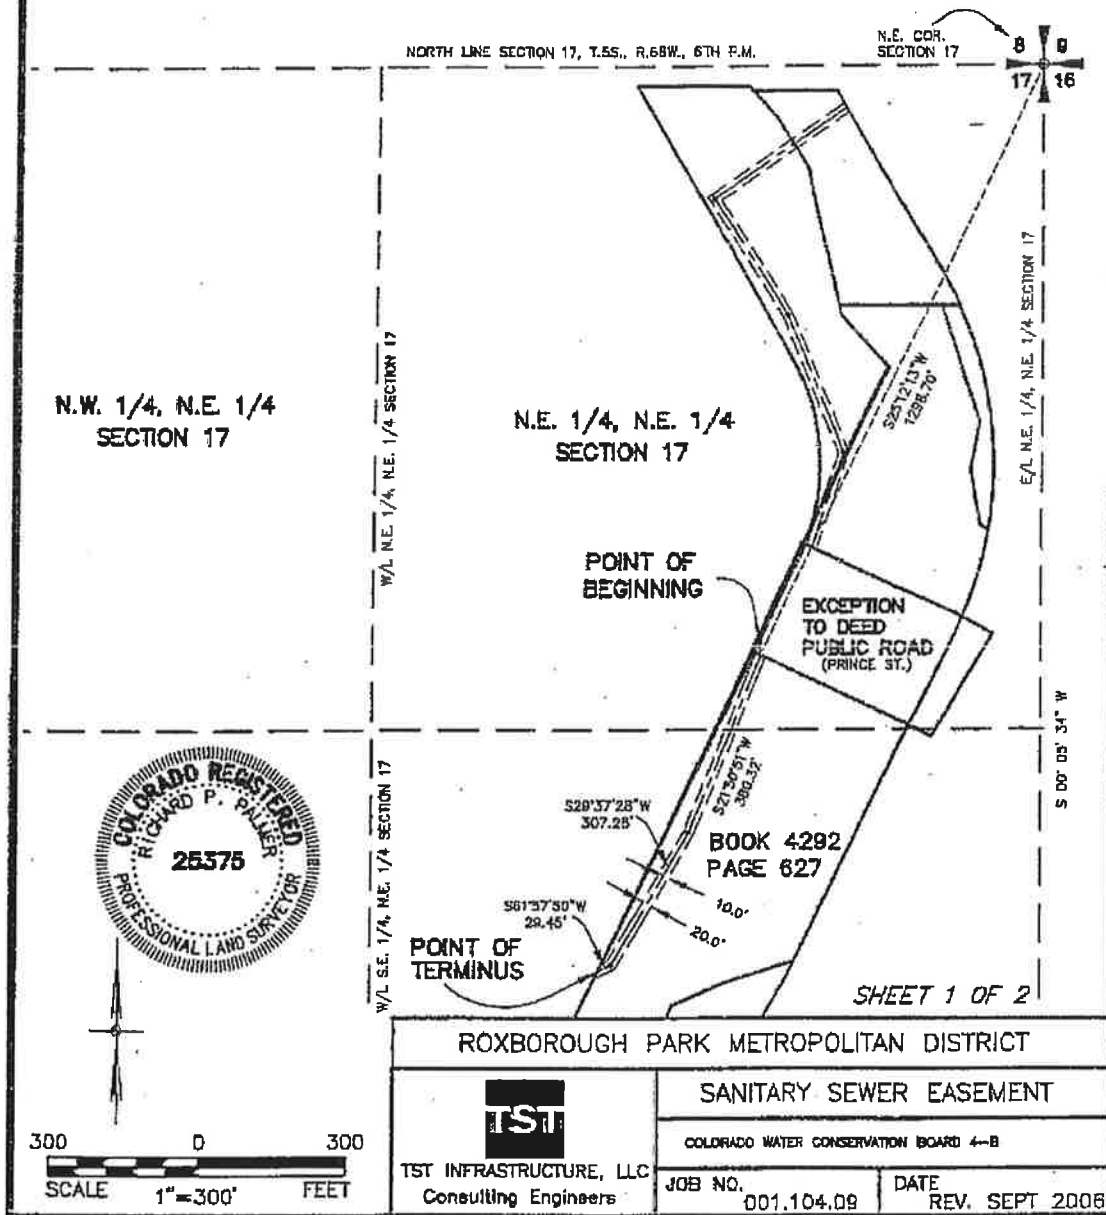 NORTH LINE SECTION 17, T.5S., R.68W., 6TH P.M.
N.E. COR.
SECTION 17
8 9
17 16
N.W. 1/4, N.E. 1/4
SECTION 17
W/L N.E. 1/4, N.E. 1/4 SECTION 17
N.E. 1/4, N.E. 1/4
SECTION 17
S25°12'13"W
1298.70'
E/L N.E. 1/4, N.E. 1/4 SECTION 17
POINT OF
BEGINNING
EXCEPTION
TO DEED
PUBLIC ROAD
(PRINCE ST.)
S 00° 05' 34" W
W/L S.E. 1/4, N.E. 1/4 SECTION 17
S21°50'51"W
380.32'
S29°37'28"W
307.28'
BOOK 4292
PAGE 627
10.0'
20.0'
S61°37'50"W
29.45'
POINT OF
TERMINUS
COLORADO REGISTERED
RICHARD P. PALMER
25375
PROFESSIONAL LAND SURVEYOR
SHEET 1 OF 2
ROXBOROUGH PARK METROPOLITAN DISTRICT
TST
TST INFRASTRUCTURE, LLC
Consulting Engineers
SANITARY SEWER EASEMENT
COLORADO WATER CONSERVATION BOARD 4-B
JOB NO.
001.104.09
DATE
REV. SEPT 2006
300 0 300
SCALE 1"=300' FEET